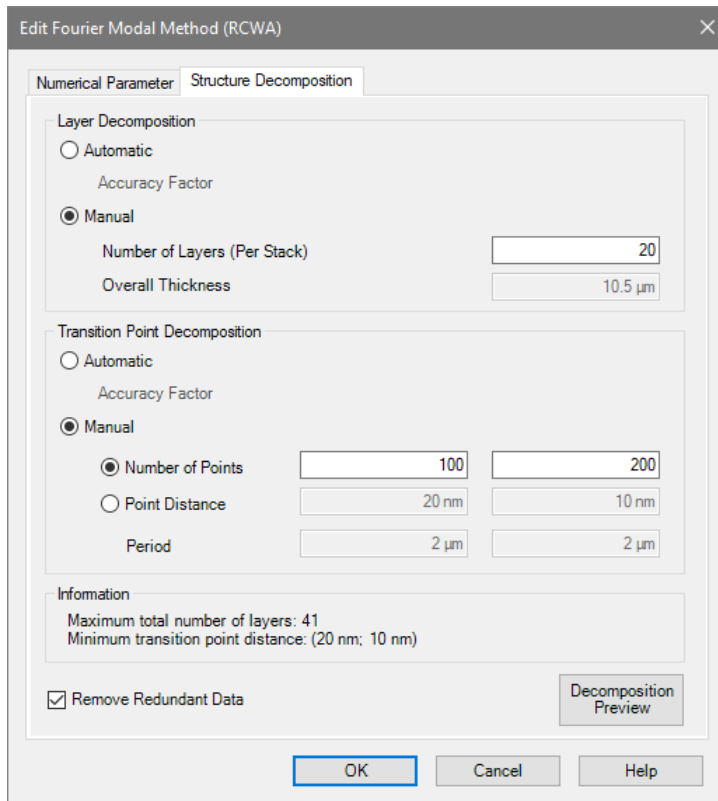 Edit Fourier Modal Method (RCWA)
Numerical Parameter Structure Decomposition
Layer Decomposition
Automatic
Accuracy Factor
Manual
Number of Layers (Per Stack) 20
Overall Thickness 10.5 µm
Transition Point Decomposition
Automatic
Accuracy Factor
Manual
Number of Points 100 200
Point Distance 20 nm 10 nm
Period 2 µm 2 µm
Information
Maximum total number of layers: 41
Minimum transition point distance: (20 nm; 10 nm)
Remove Redundant Data
Decomposition
Preview
OK Cancel Help